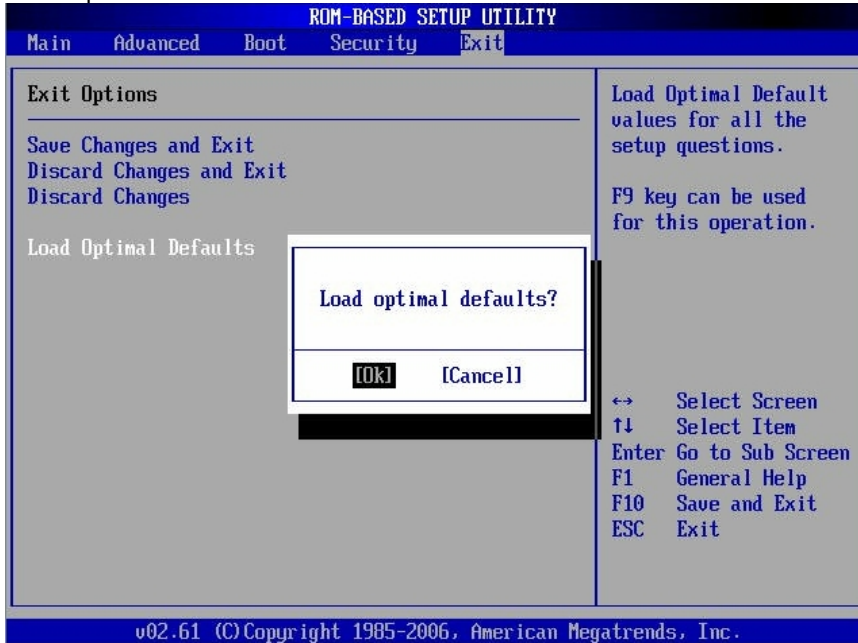 ROM-BASED SETUP UTILITY
Main Advanced Boot Security Exit
Exit Options
Save Changes and Exit
Discard Changes and Exit
Discard Changes
Load Optimal Defaults
Load optimal defaults?
[Ok] [Cancel]
Load Optimal Default
values for all the
setup questions.
F9 key can be used
for this operation.
↔ Select Screen
↑↓ Select Item
Enter Go to Sub Screen
F1 General Help
F10 Save and Exit
ESC Exit
v02.61 (C)Copyright 1985-2006, American Megatrends, Inc.